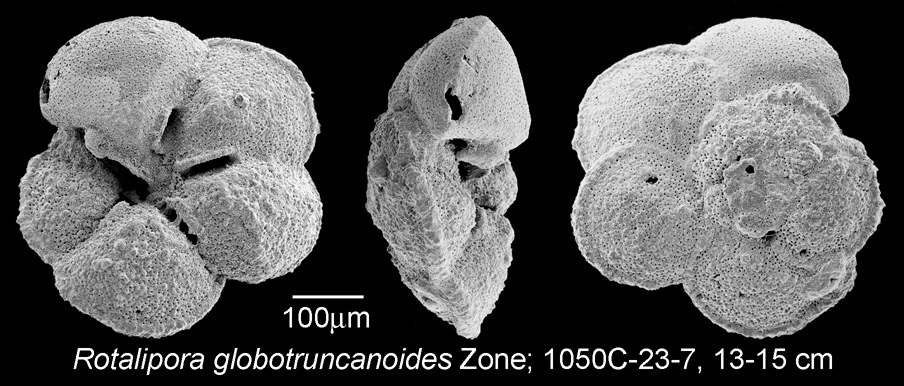 100μm
Rotalipora globotruncanoides Zone; 1050C-23-7, 13-15 cm